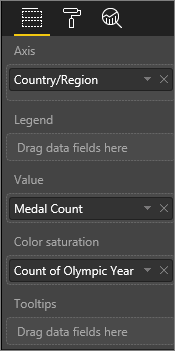 Axis
Country/Region
Legend
Drag data fields here
Value
Medal Count
Color saturation
Count of Olympic Year
Tooltips
Drag data fields here